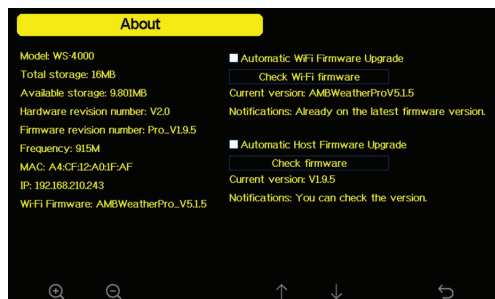 About
Model: WS-4000
Total storage: 16MB
Available storage: 9.801MB
Hardware revision number: V2.0
Firmware revision number: Pro_V1.9.5
Frequency: 915M
MAC: A4:CF:12:A0:1F:AF
IP: 192.168.210.243
Wi-Fi Firmware: AMBWeatherPro_V5.1.5
Automatic WiFi Firmware Upgrade
Check Wi-Fi firmware
Current version: AMBWeatherProV5.1.5
Notifications: Already on the latest firmware version.
Automatic Host Firmware Upgrade
Check firmware
Current version: V1.9.5
Notifications: You can check the version.